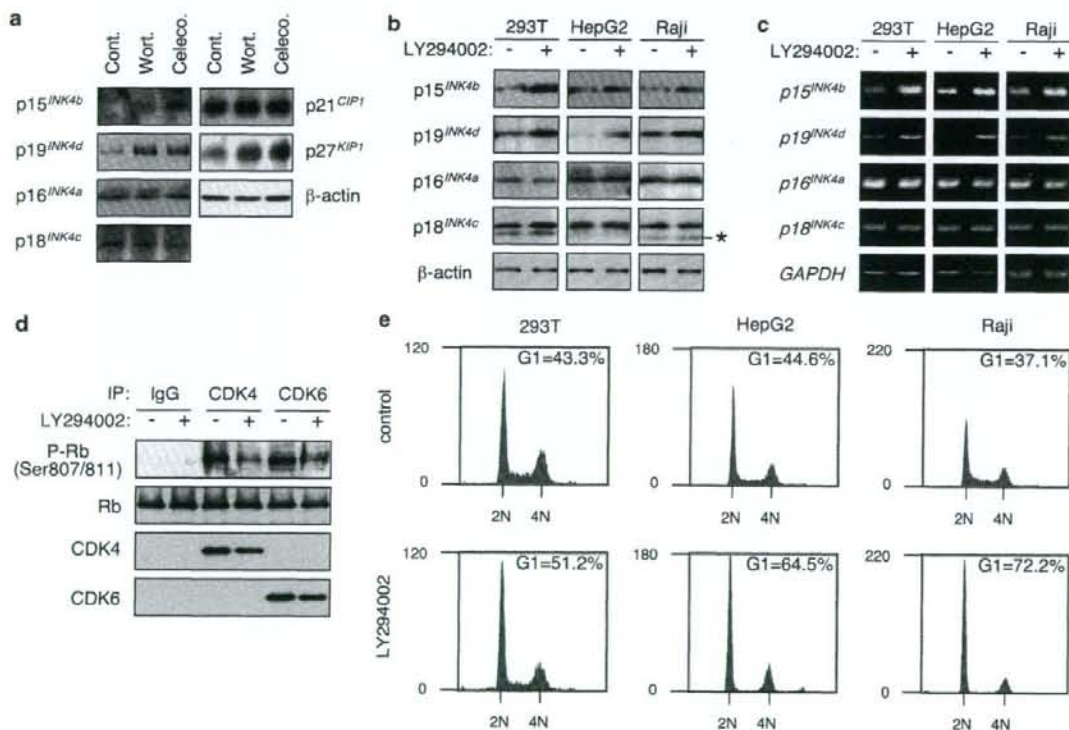 a
Cont. Wort. Celeco. Cont. Wort. Celeco.
p15INK4b p21CIP1
p19INK4d p27KIP1
p16INK4a β-actin
p18INK4c
b
293T HepG2 Raji
LY294002: - + - + - +
p15INK4b
p19INK4d
p16INK4a
p18INK4c
*
β-actin
c
293T HepG2 Raji
LY294002: - + - + - +
p15INK4b
p19INK4d
p16INK4a
p18INK4c
GAPDH
d
IP: IgG CDK4 CDK6
LY294002: - + - + - +
P-Rb
(Ser807/811)
Rb
CDK4
CDK6
e
293T HepG2 Raji
control
120 G1=43.3% 180 G1=44.6% 220 G1=37.1%
0 0 0
2N 4N 2N 4N 2N 4N
LY294002
120 G1=51.2% 180 G1=64.5% 220 G1=72.2%
0 0 0
2N 4N 2N 4N 2N 4N